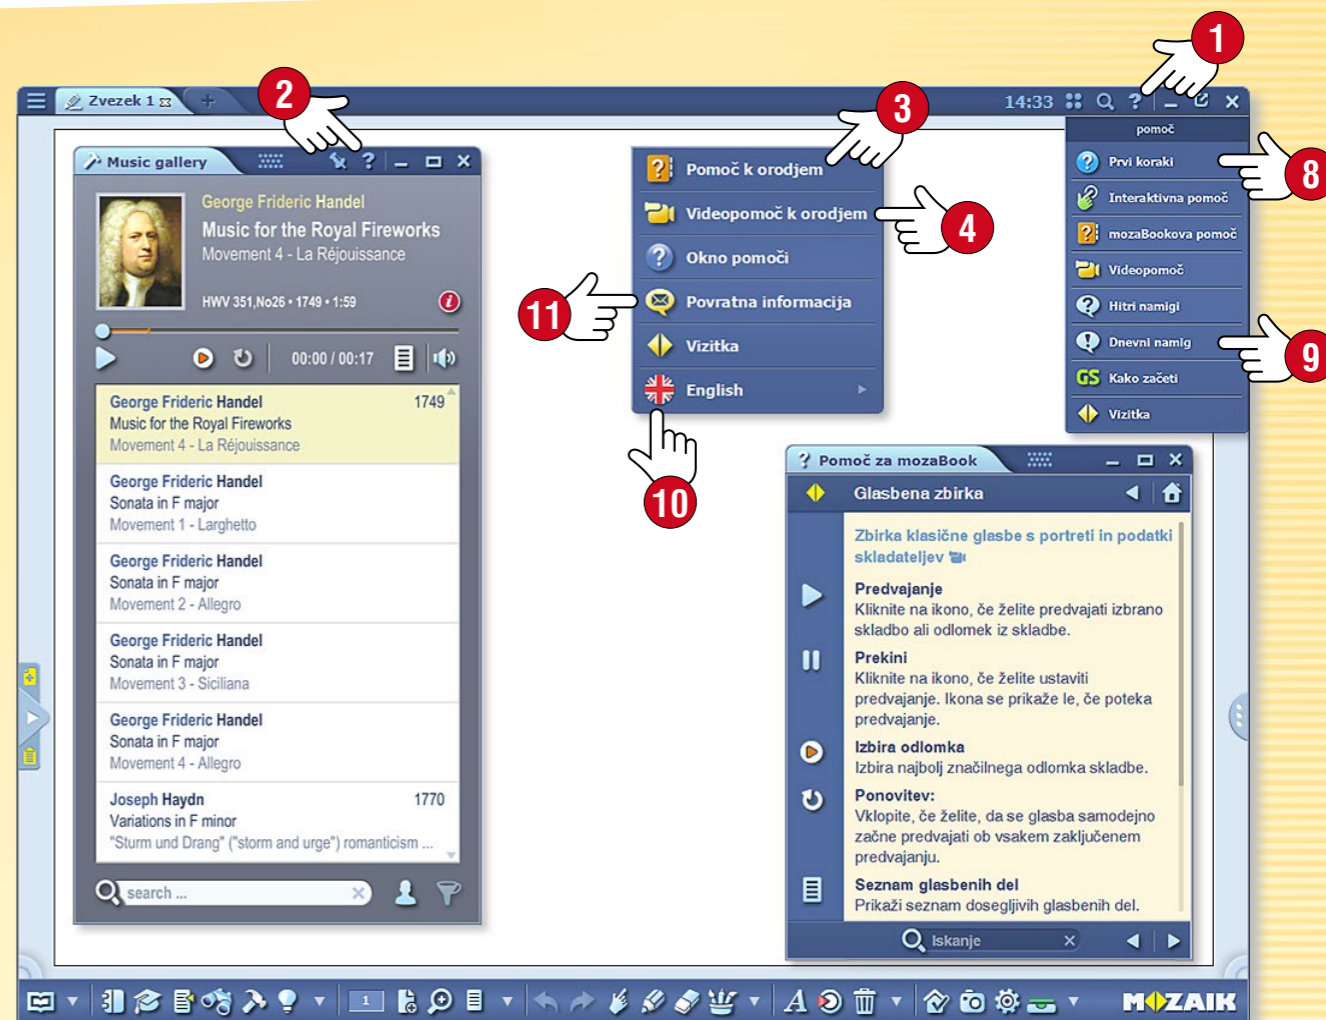 1
2
Zvezek 1
14:33
?
Music gallery
?
George Frideric Handel
Music for the Royal Fireworks
Movement 4 - La Réjouissance
HWV 351,No26 • 1749 • 1:59
i
00:00 / 00:17
George Frideric Handel 1749
Music for the Royal Fireworks
Movement 4 - La Réjouissance
George Frideric Handel
Sonata in F major
Movement 1 - Larghetto
George Frideric Handel
Sonata in F major
Movement 2 - Allegro
George Frideric Handel
Sonata in F major
Movement 3 - Siciliana
George Frideric Handel
Sonata in F major
Movement 4 - Allegro
Joseph Haydn 1770
Variations in F minor
"Sturm und Drang" ("storm and urge") romanticism ...
search ...
3
Pomoč k orodjem
Videopomoč k orodjem
4
Okno pomoči
11
Povratna informacija
Vizitka
English
10
pomoč
Prvi koraki
8
Interaktivna pomoč
mozaBookova pomoč
Videopomoč
Hitri namigi
Dnevni namig
9
GS Kako začeti
Vizitka
? Pomoč za mozaBook
Glasbena zbirka
Zbirka klasične glasbe s portreti in podatki
skladateljev
Predvajanje
Kliknite na ikono, če želite predvajati izbrano
skladbo ali odlomek iz skladbe.
Prekini
Kliknite na ikono, če želite ustaviti
predvajanje. Ikona se prikaže le, če poteka
predvajanje.
Izbira odlomka
Izbira najbolj značilnega odlomka skladbe.
Ponovitev:
Vklopite, če želite, da se glasba samodejno
začne predvajati ob vsakem zaključenem
predvajanju.
Seznam glasbenih del
Prikaži seznam dosegljivih glasbenih del.
Iskanje
1
A
MOZAIK